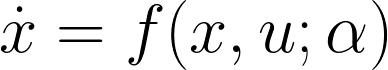 ẋ = f(x, u; α)